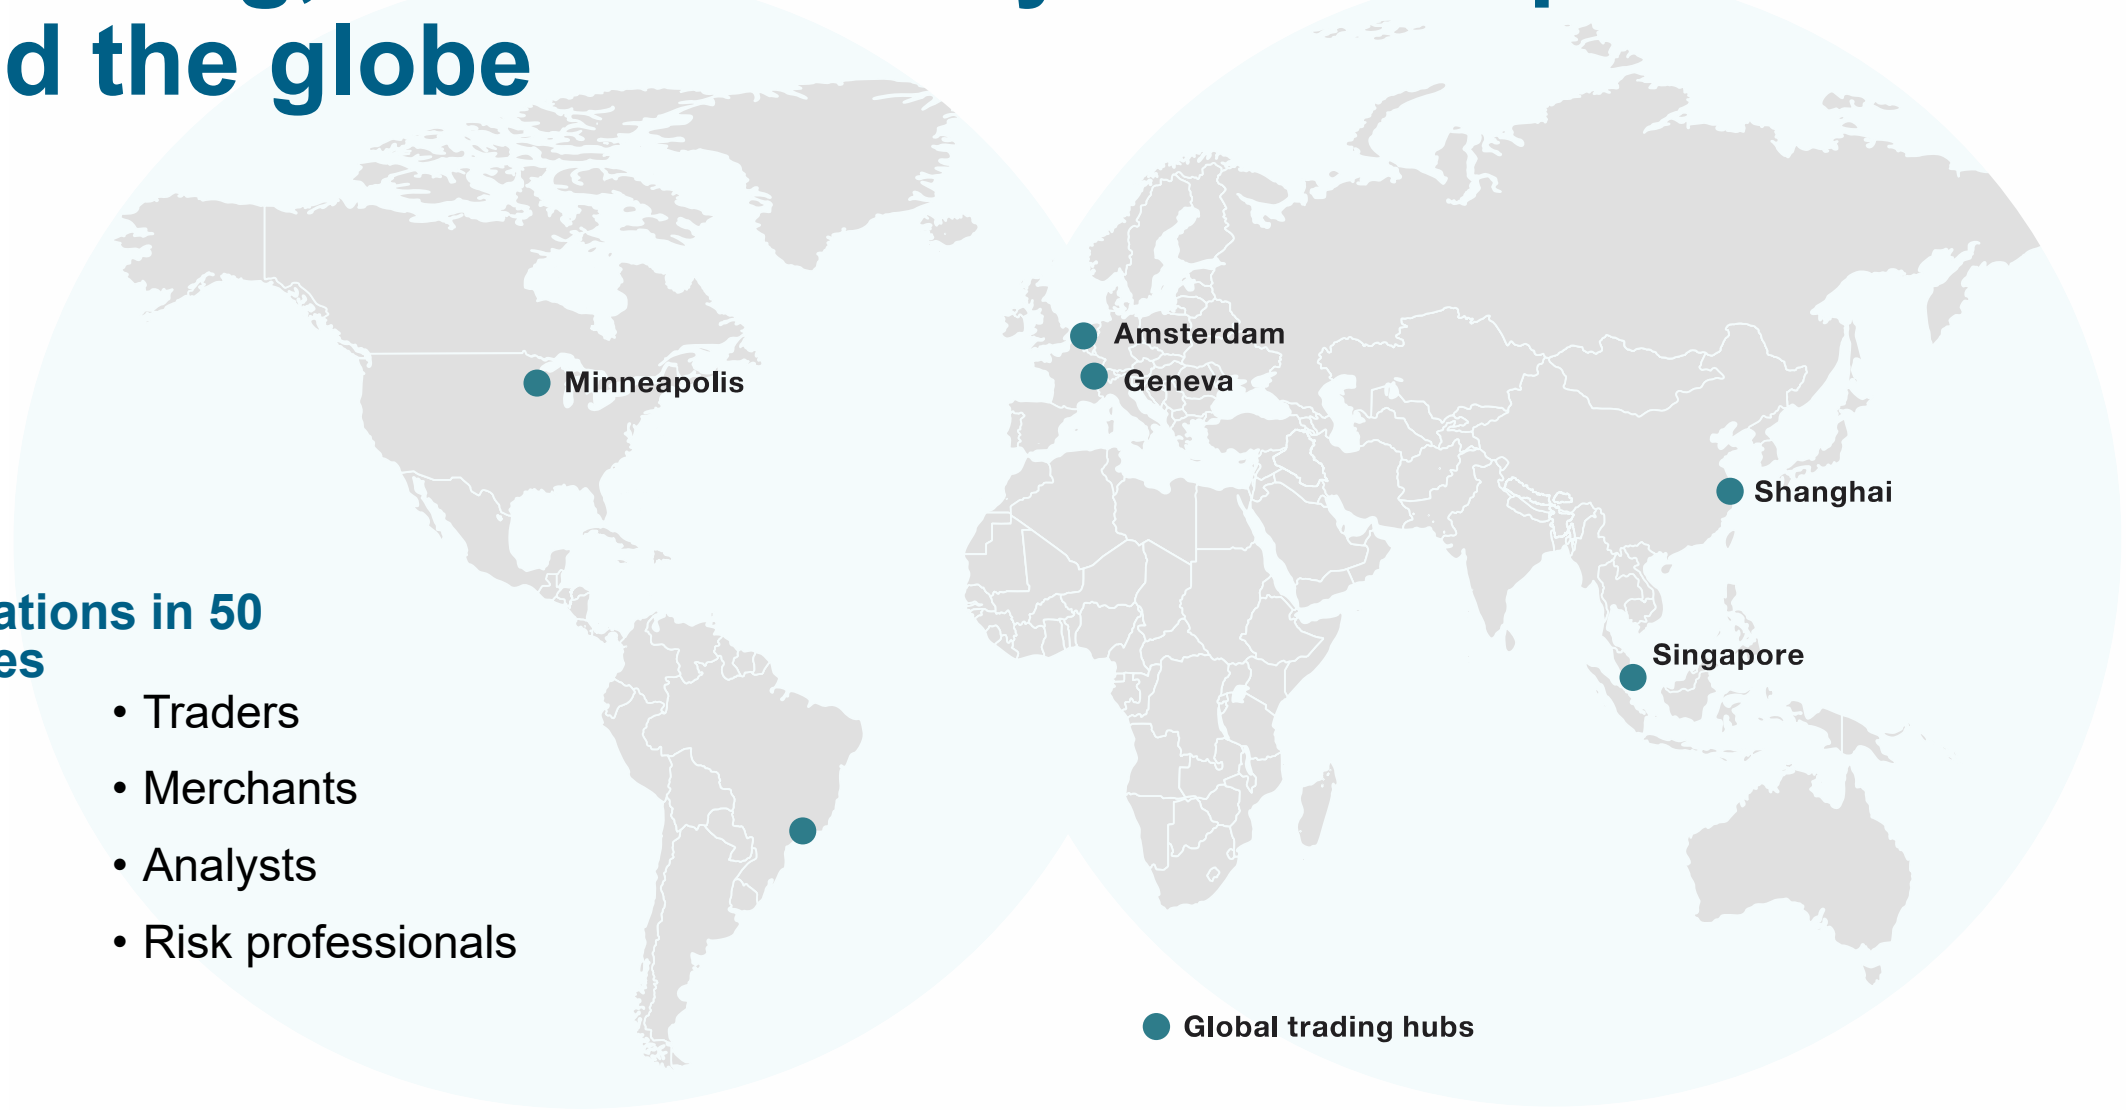 d the globe
Amsterdam
Geneva
Minneapolis
Shanghai
ations in 50
es
Singapore
• Traders
• Merchants
• Analysts
• Risk professionals
Global trading hubs